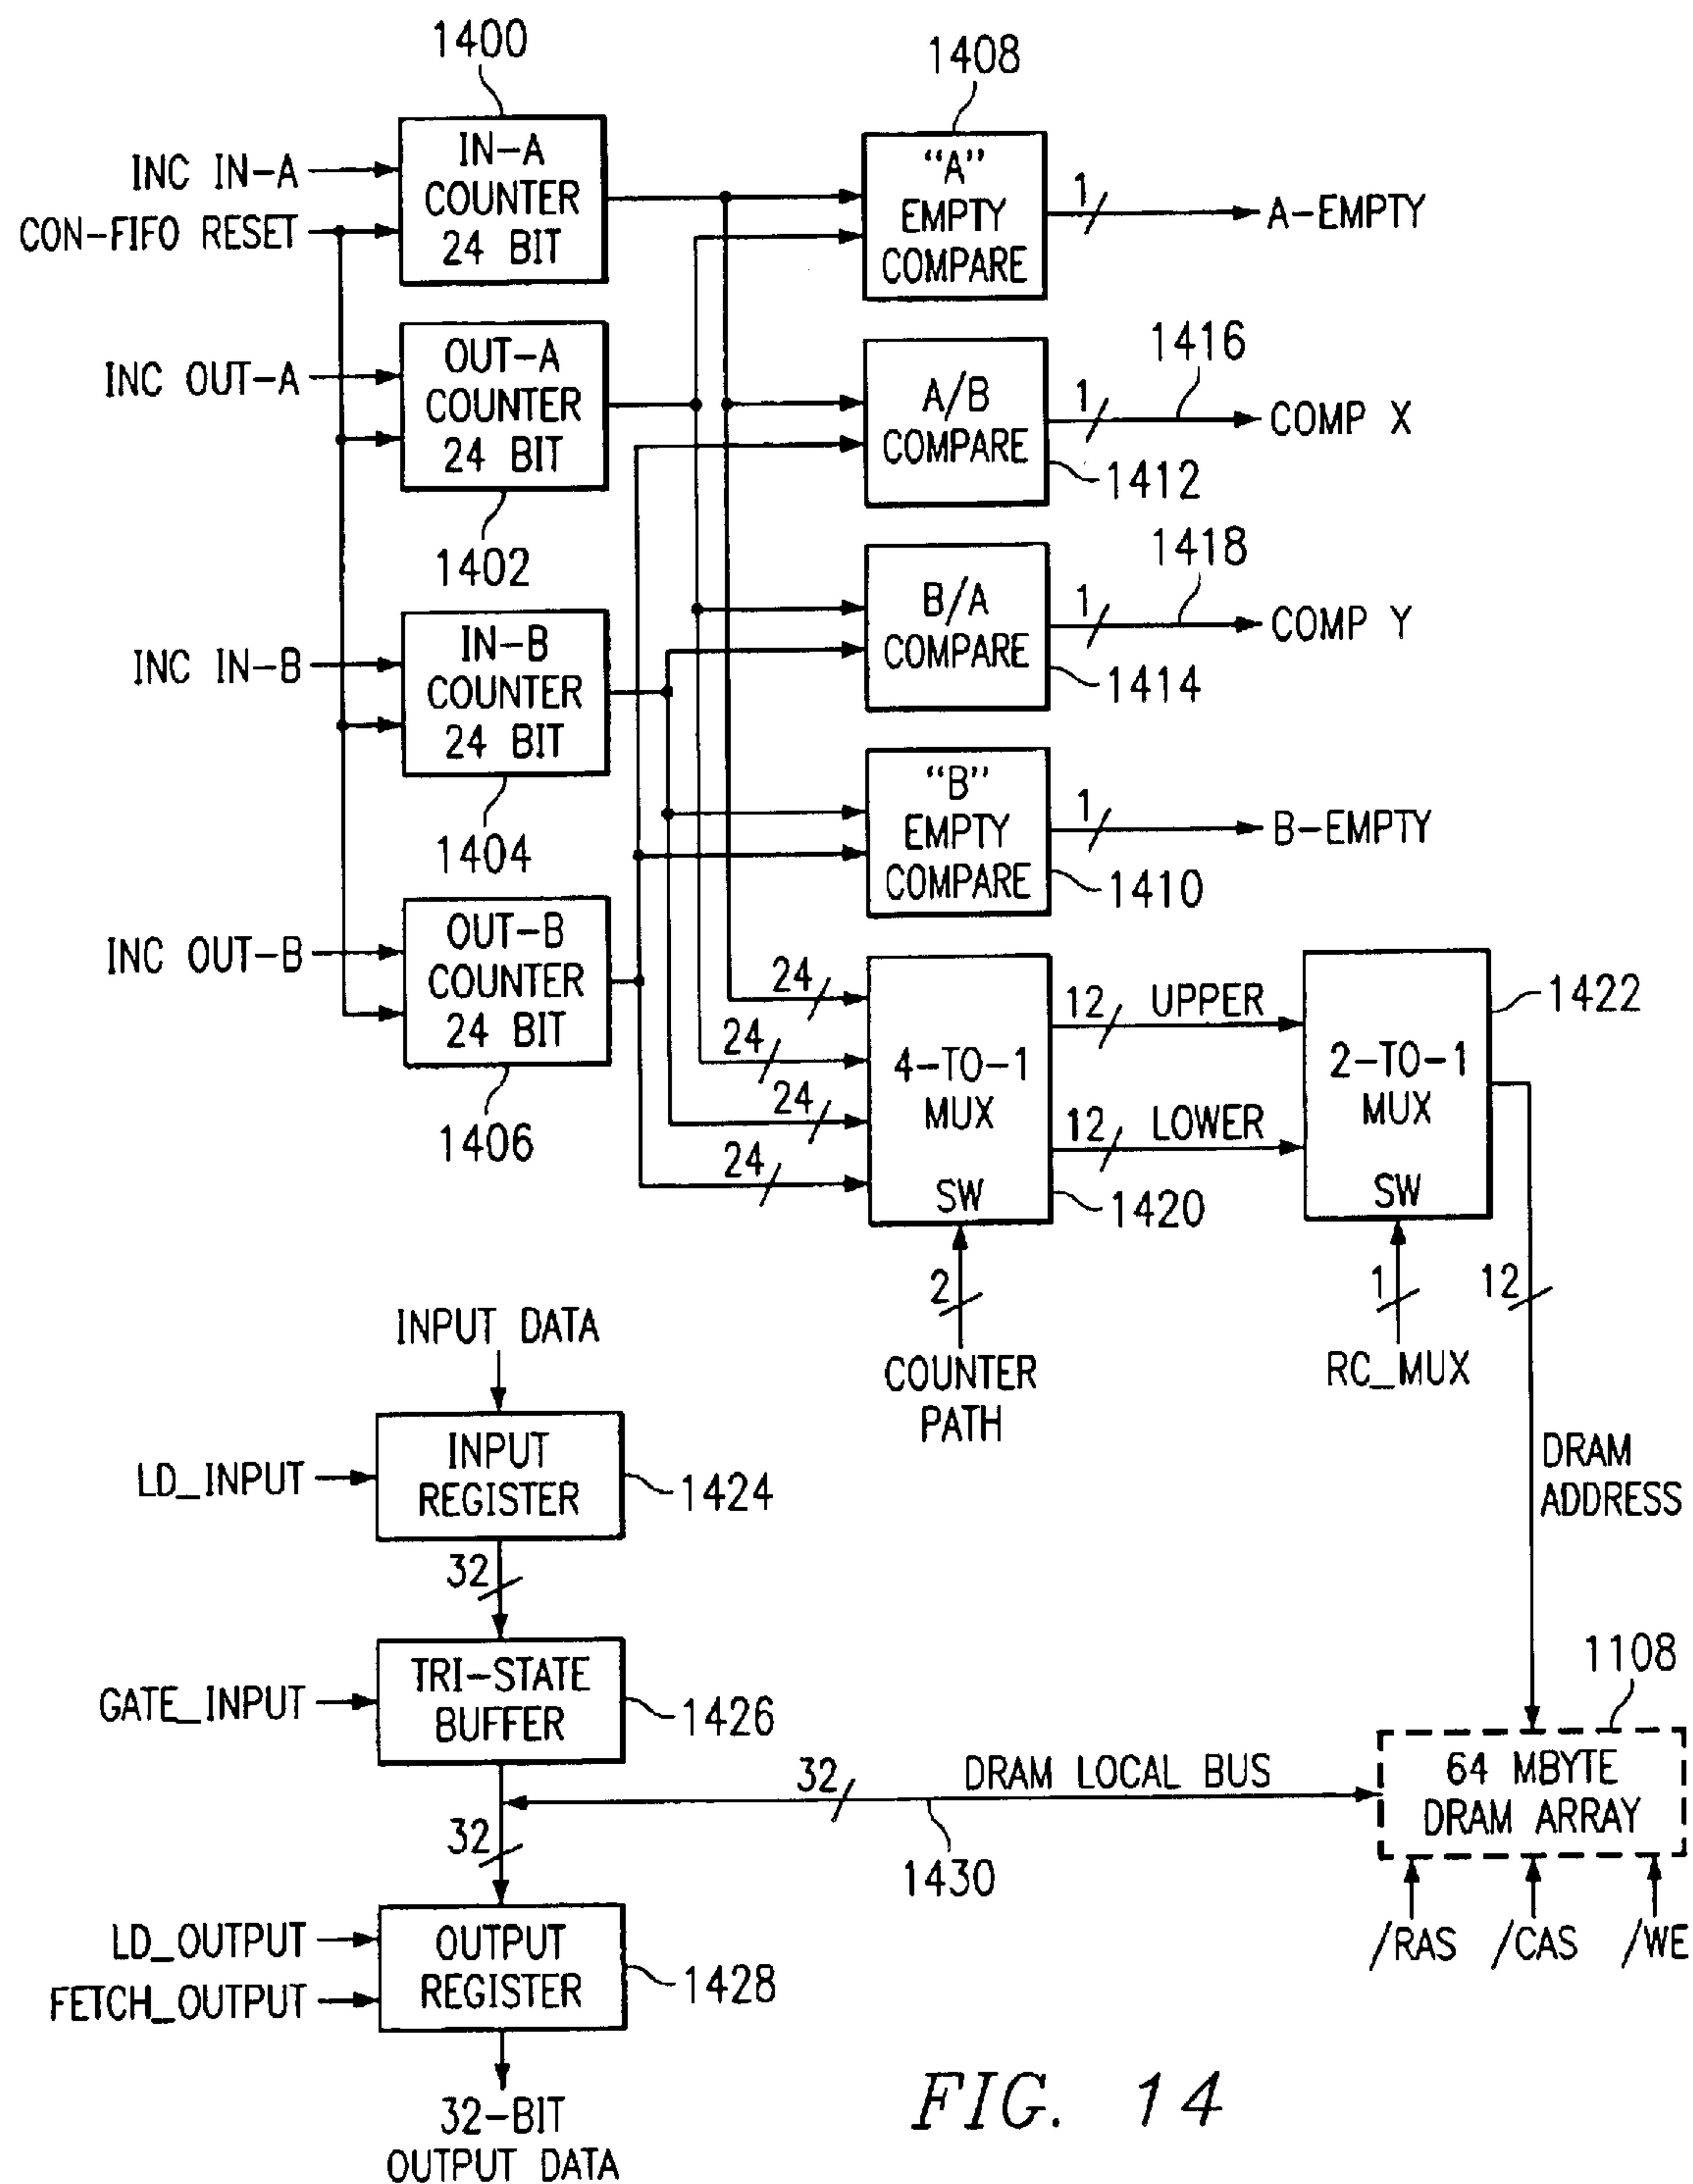 1400
1408
INC IN-A
CON-FIFO RESET
IN-A
COUNTER
24 BIT
"A"
EMPTY
COMPARE
1
A-EMPTY
INC OUT-A
OUT-A
COUNTER
24 BIT
1402
A/B
COMPARE
1412
1
1416
COMP X
INC IN-B
IN-B
COUNTER
24 BIT
1404
B/A
COMPARE
1414
1
1418
COMP Y
"B"
EMPTY
COMPARE
1410
1
B-EMPTY
INC OUT-B
OUT-B
COUNTER
24 BIT
1406
24
24
24
24
4-TO-1
MUX
SW
1420
12 UPPER
12 LOWER
2-TO-1
MUX
SW
1422
2
COUNTER
PATH
1
RC_MUX
12
DRAM
ADDRESS
INPUT DATA
LD_INPUT
INPUT
REGISTER
1424
32
GATE_INPUT
TRI-STATE
BUFFER
1426
32
32
DRAM LOCAL BUS
1430
1108
64 MBYTE
DRAM ARRAY
/RAS /CAS /WE
LD_OUTPUT
FETCH_OUTPUT
OUTPUT
REGISTER
1428
32-BIT
OUTPUT DATA
FIG. 14